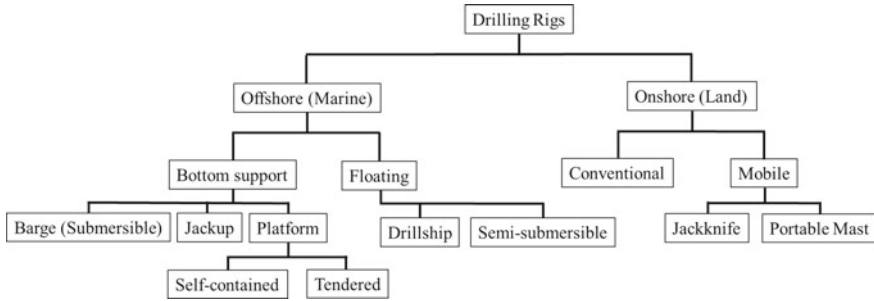 Drilling Rigs
Offshore (Marine)
Onshore (Land)
Bottom support
Floating
Conventional
Mobile
Barge (Submersible)
Jackup
Platform
Drillship
Semi-submersible
Jackknife
Portable Mast
Self-contained
Tendered